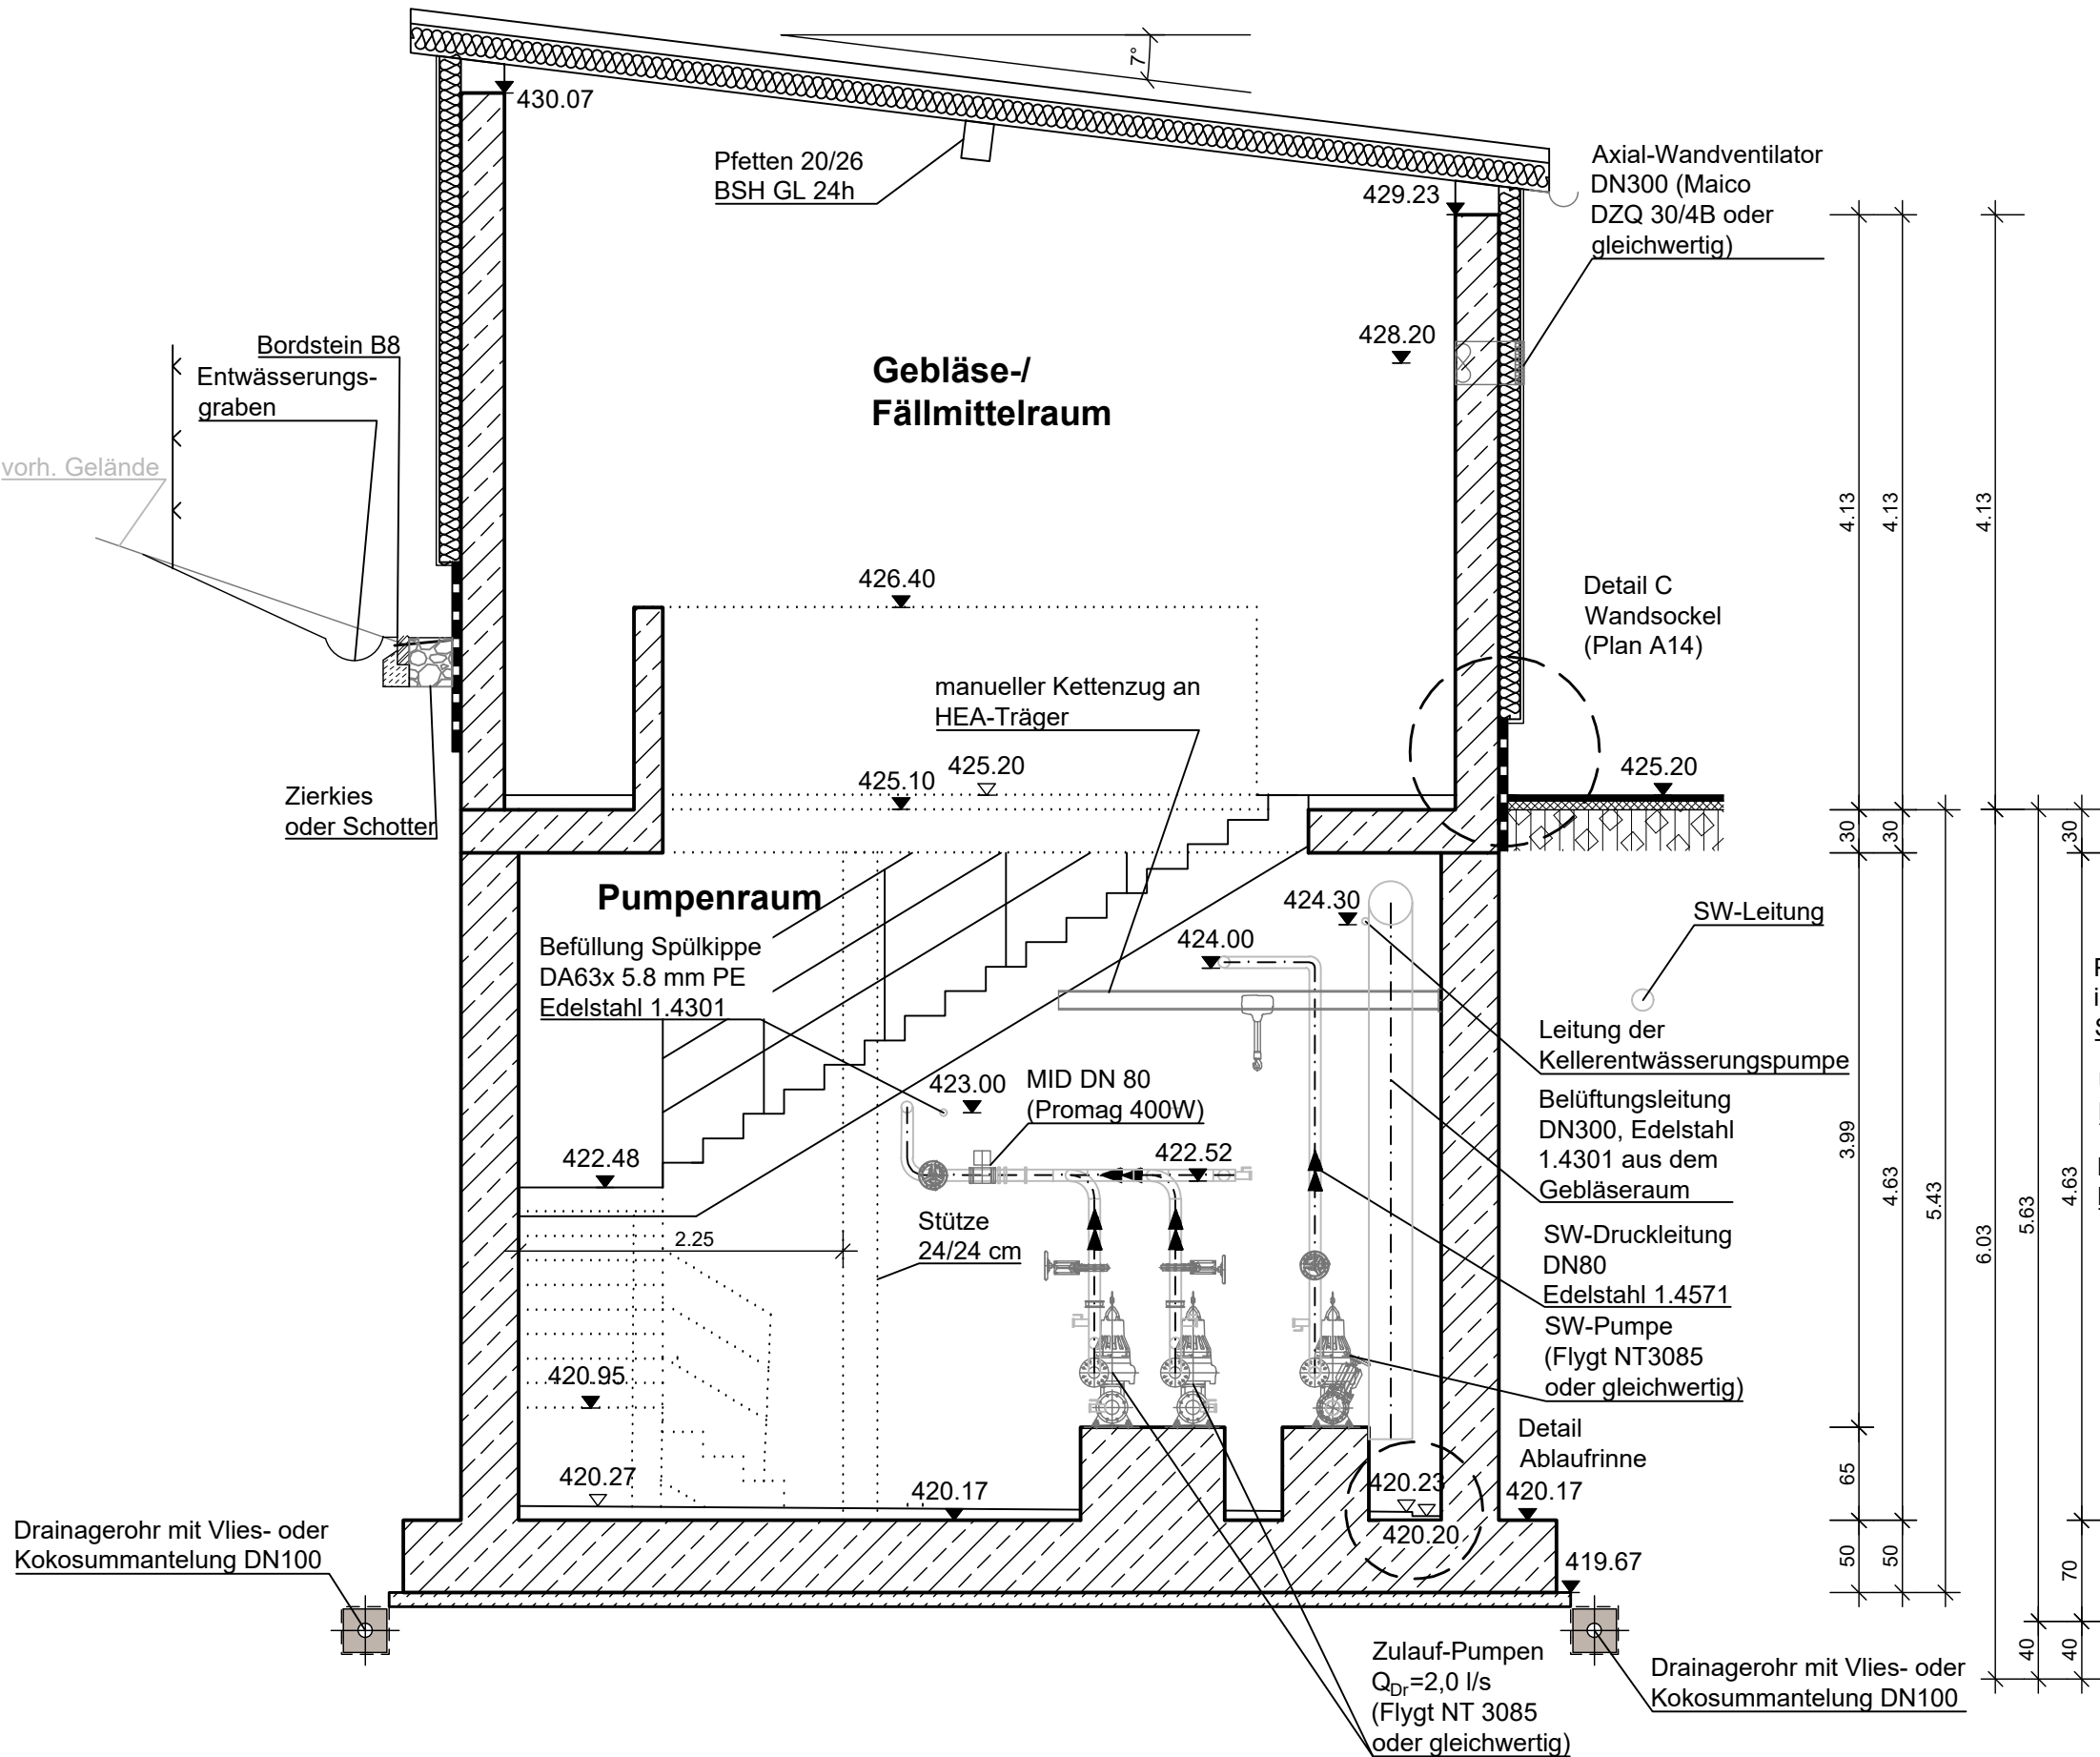 7°
430.07
Pfetten 20/26
BSH GL 24h
429.23
Axial-Wandventilator
DN300 (Maico
DZQ 30/4B oder
gleichwertig)
428.20
Bordstein B8
Entwässerungs-
graben
vorh. Gelände
Gebläse-/
Fällmittelraum
4.13
4.13
4.13
426.40
Detail C
Wandsockel
(Plan A14)
manueller Kettenzug an
HEA-Träger
425.10
425.20
425.20
Zierkies
oder Schotter
30
30
30
Pumpenraum
Befüllung Spülkippe
DA63x 5.8 mm PE
Edelstahl 1.4301
424.30
424.00
SW-Leitung
Leitung der
Kellerentwässerungspumpe
423.00
MID DN 80
(Promag 400W)
Belüftungsleitung
DN300, Edelstahl
1.4301 aus dem
Gebläseraum
3.99
4.63
5.43
6.03
5.63
4.63
422.48
422.52
Stütze
24/24 cm
2.25
SW-Druckleitung
DN80
Edelstahl 1.4571
SW-Pumpe
(Flygt NT3085
oder gleichwertig)
420.95
Detail
Ablaufrinne
420.27
420.17
420.23
420.20
420.17
65
50
50
70
419.67
Drainagerohr mit Vlies- oder
Kokosummantelung DN100
Zulauf-Pumpen
QDr=2,0 l/s
(Flygt NT 3085
oder gleichwertig)
Drainagerohr mit Vlies- oder
Kokosummantelung DN100
40
40